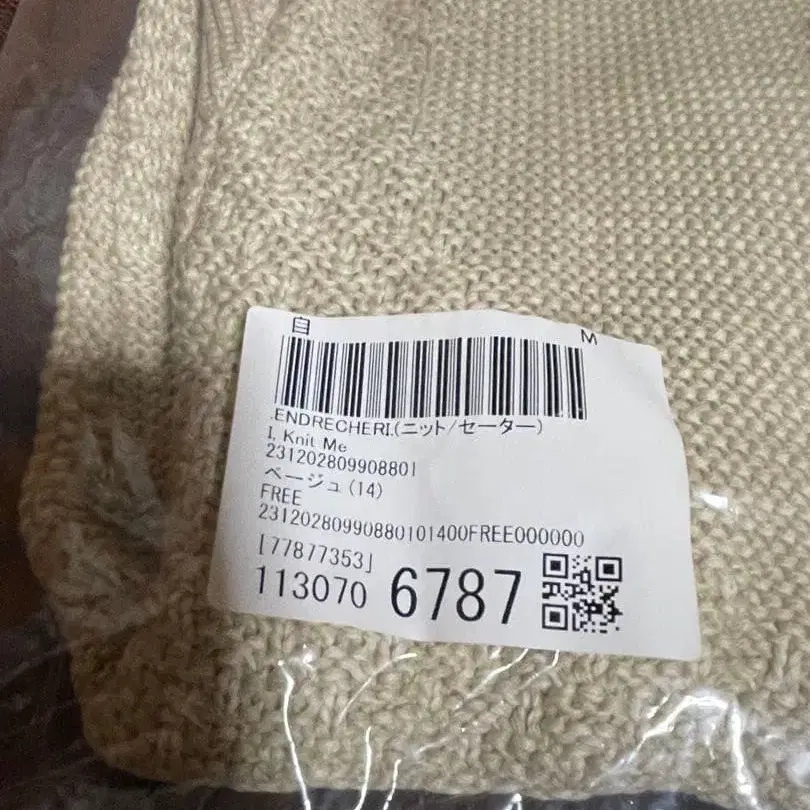 自
M
.ENDRECHERI.(ニット/セーター)
I, Knit Me
231202809908801
ベージュ(14)
FREE
23120280990880101400FREE000000
[77877353]
113070 6787